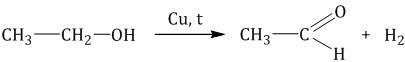 CH₃—CH₂—OH Cu, t CH₃—C O H + H₂